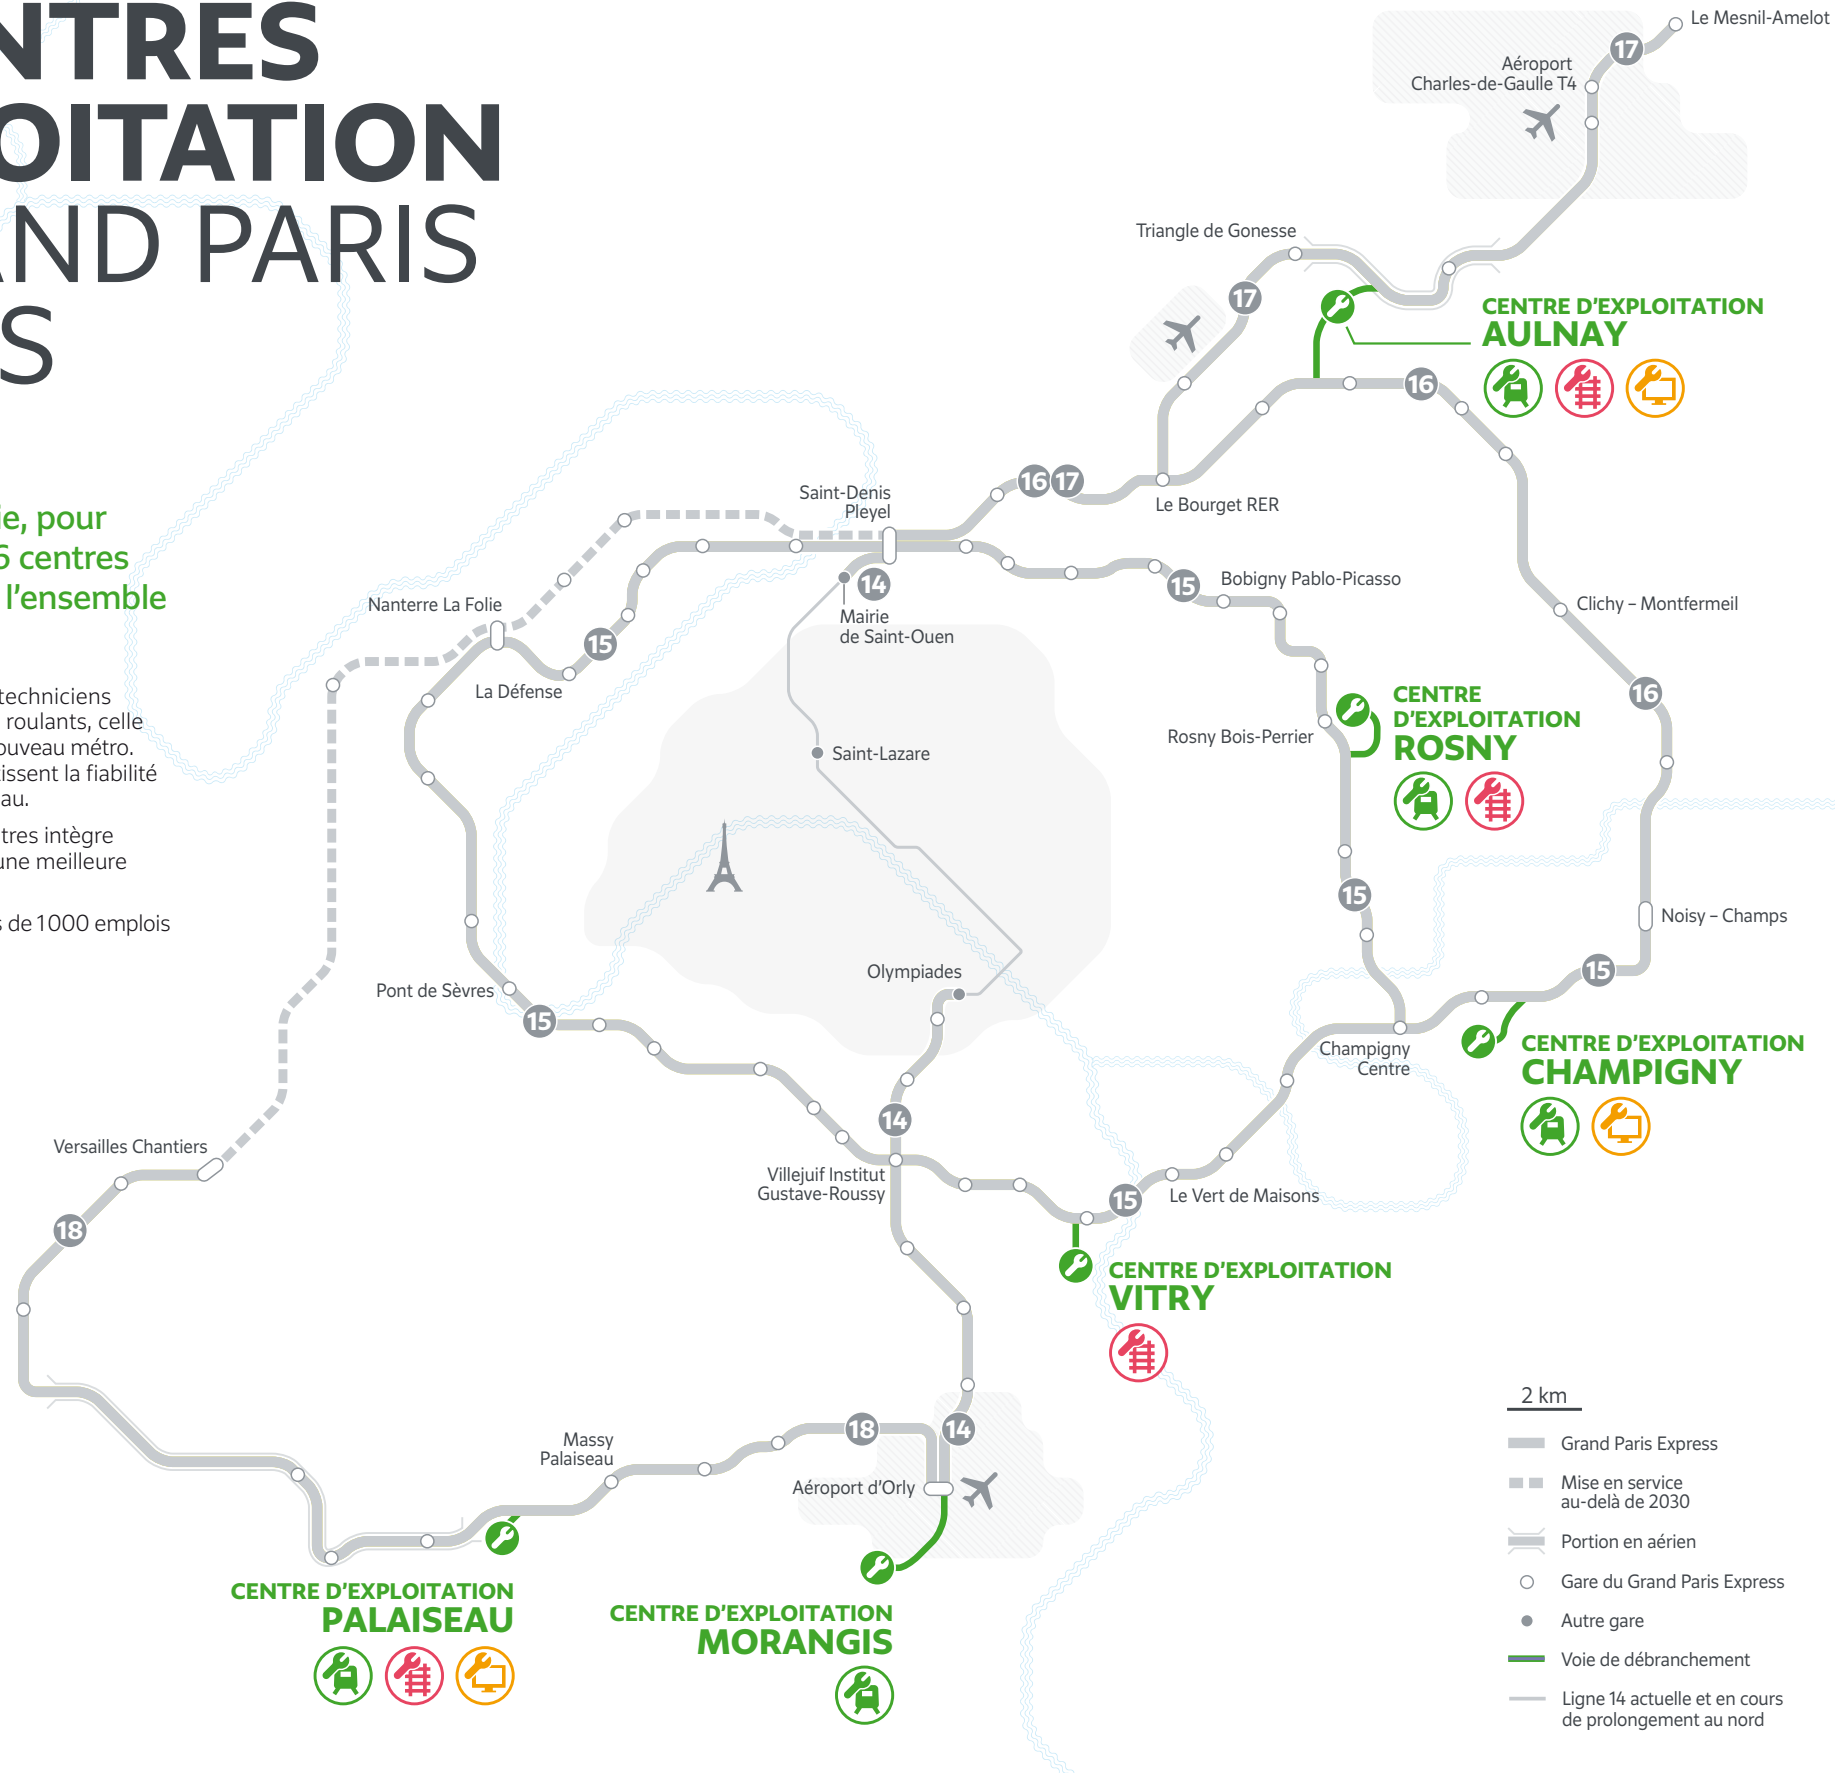 NTRES
OITATION
AND PARIS
S
ie, pour
6 centres
l'ensemble
techniciens
roulants, celle
ouveau métro.
issent la fiabilité
au.
tres intègre
une meilleure
s de 1000 emplois
Le Mesnil-Amelot
17
Aéroport
Charles-de-Gaulle T4
Triangle de Gonesse
17
CENTRE D'EXPLOITATION
AULNAY
16
16 17
Le Bourget RER
Saint-Denis
Pleyel
14
Mairie
de Saint-Ouen
15
Bobigny Pablo-Picasso
Clichy – Montfermeil
Nanterre La Folie
15
La Défense
16
CENTRE
D'EXPLOITATION
ROSNY
Rosny Bois-Perrier
Saint-Lazare
15
Noisy – Champs
15
Olympiades
Pont de Sèvres
15
Champigny
Centre
CENTRE D'EXPLOITATION
CHAMPIGNY
14
Versailles Chantiers
18
Villejuif Institut
Gustave-Roussy
15
Le Vert de Maisons
CENTRE D'EXPLOITATION
VITRY
Massy
Palaiseau
18
14
Aéroport d'Orly
CENTRE D'EXPLOITATION
PALAISEAU
CENTRE D'EXPLOITATION
MORANGIS
2 km
Grand Paris Express
Mise en service
au-delà de 2030
Portion en aérien
Gare du Grand Paris Express
Autre gare
Voie de débranchement
Ligne 14 actuelle et en cours
de prolongement au nord